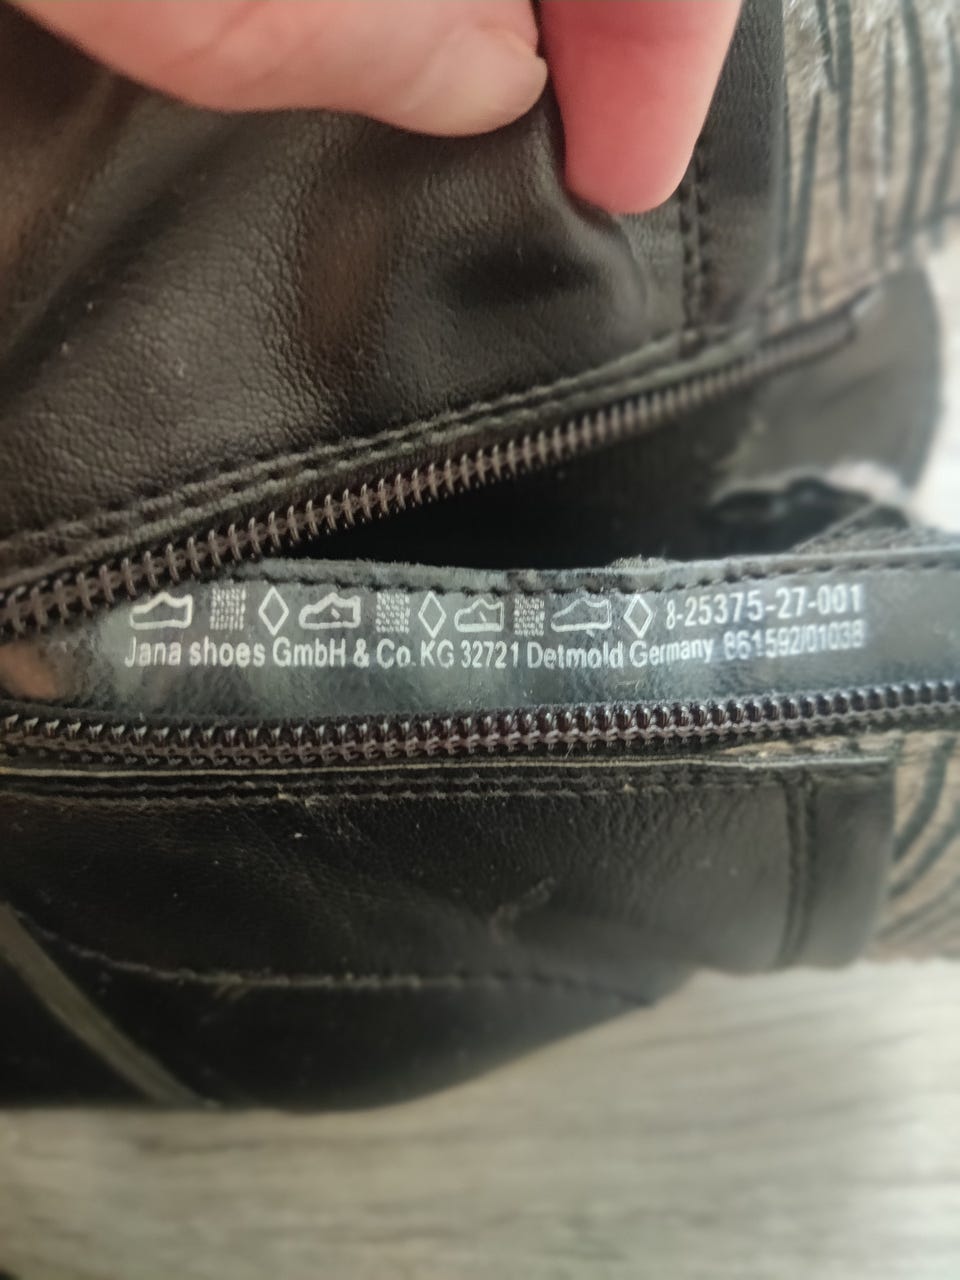 8-25375-27-001
Jana shoes GmbH & Co. KG 32721 Detmold Germany 861592/01038